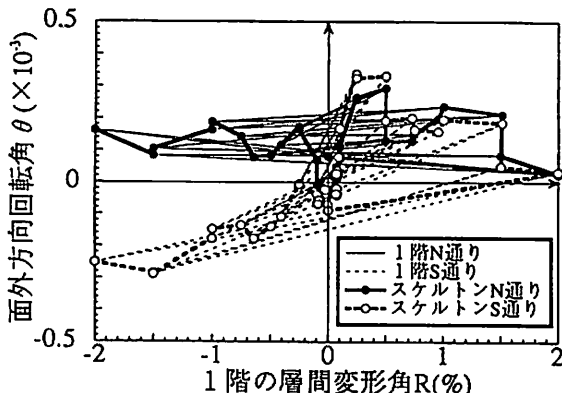 面外方向回転角θ(×10⁻³)
0.5
0
-0.5
1階N通り
1階S通り
スケルトンN通り
スケルトンS通り
-2
-1
0
1
2
1階の層間変形角R(%)